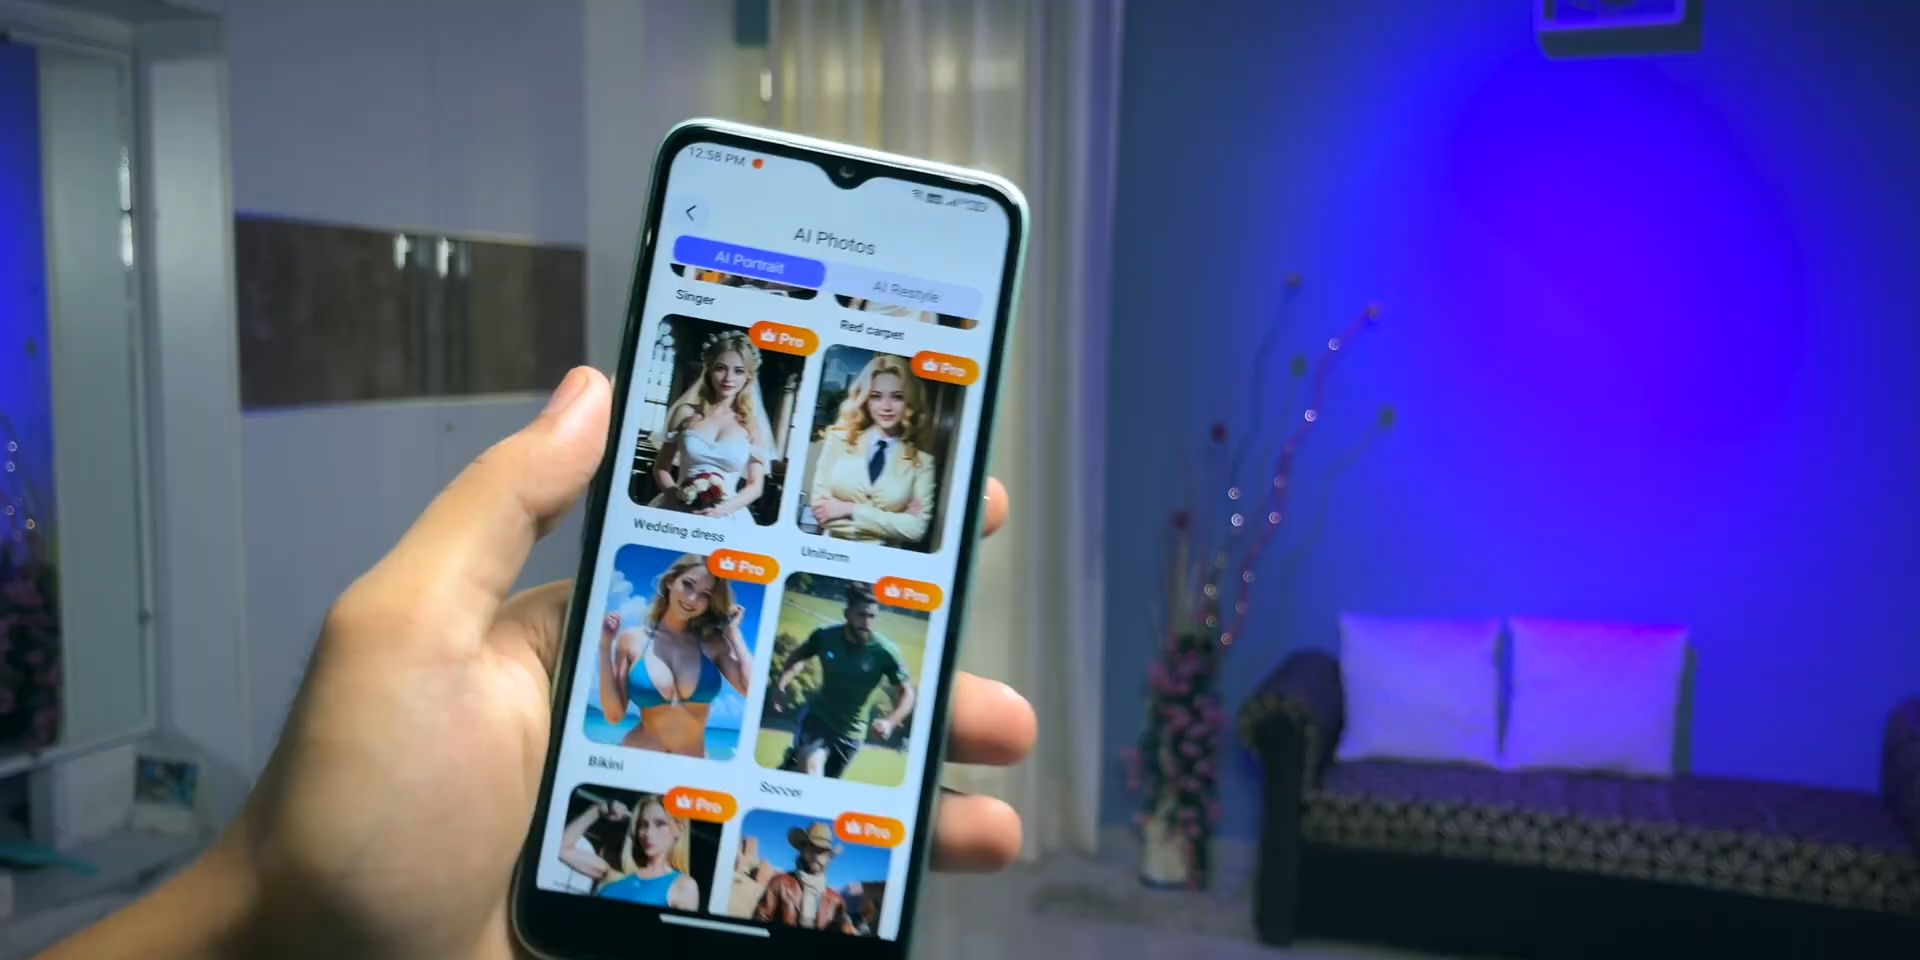 12:58 PM
AI Photos
AI Portrait
AI Restyle
Singer
Red carpet
Pro
Pro
Wedding dress
Uniform
Pro
Pro
Bikini
Soccer
Pro
Pro